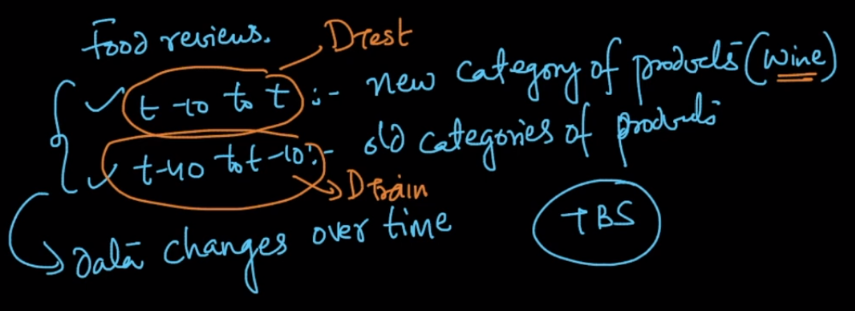 Food reviews.
Dtest
t-10 to t :- new category of products (wine)
t-40 to t-10 :- old categories of products
Dtrain
Data changes over time
TBS